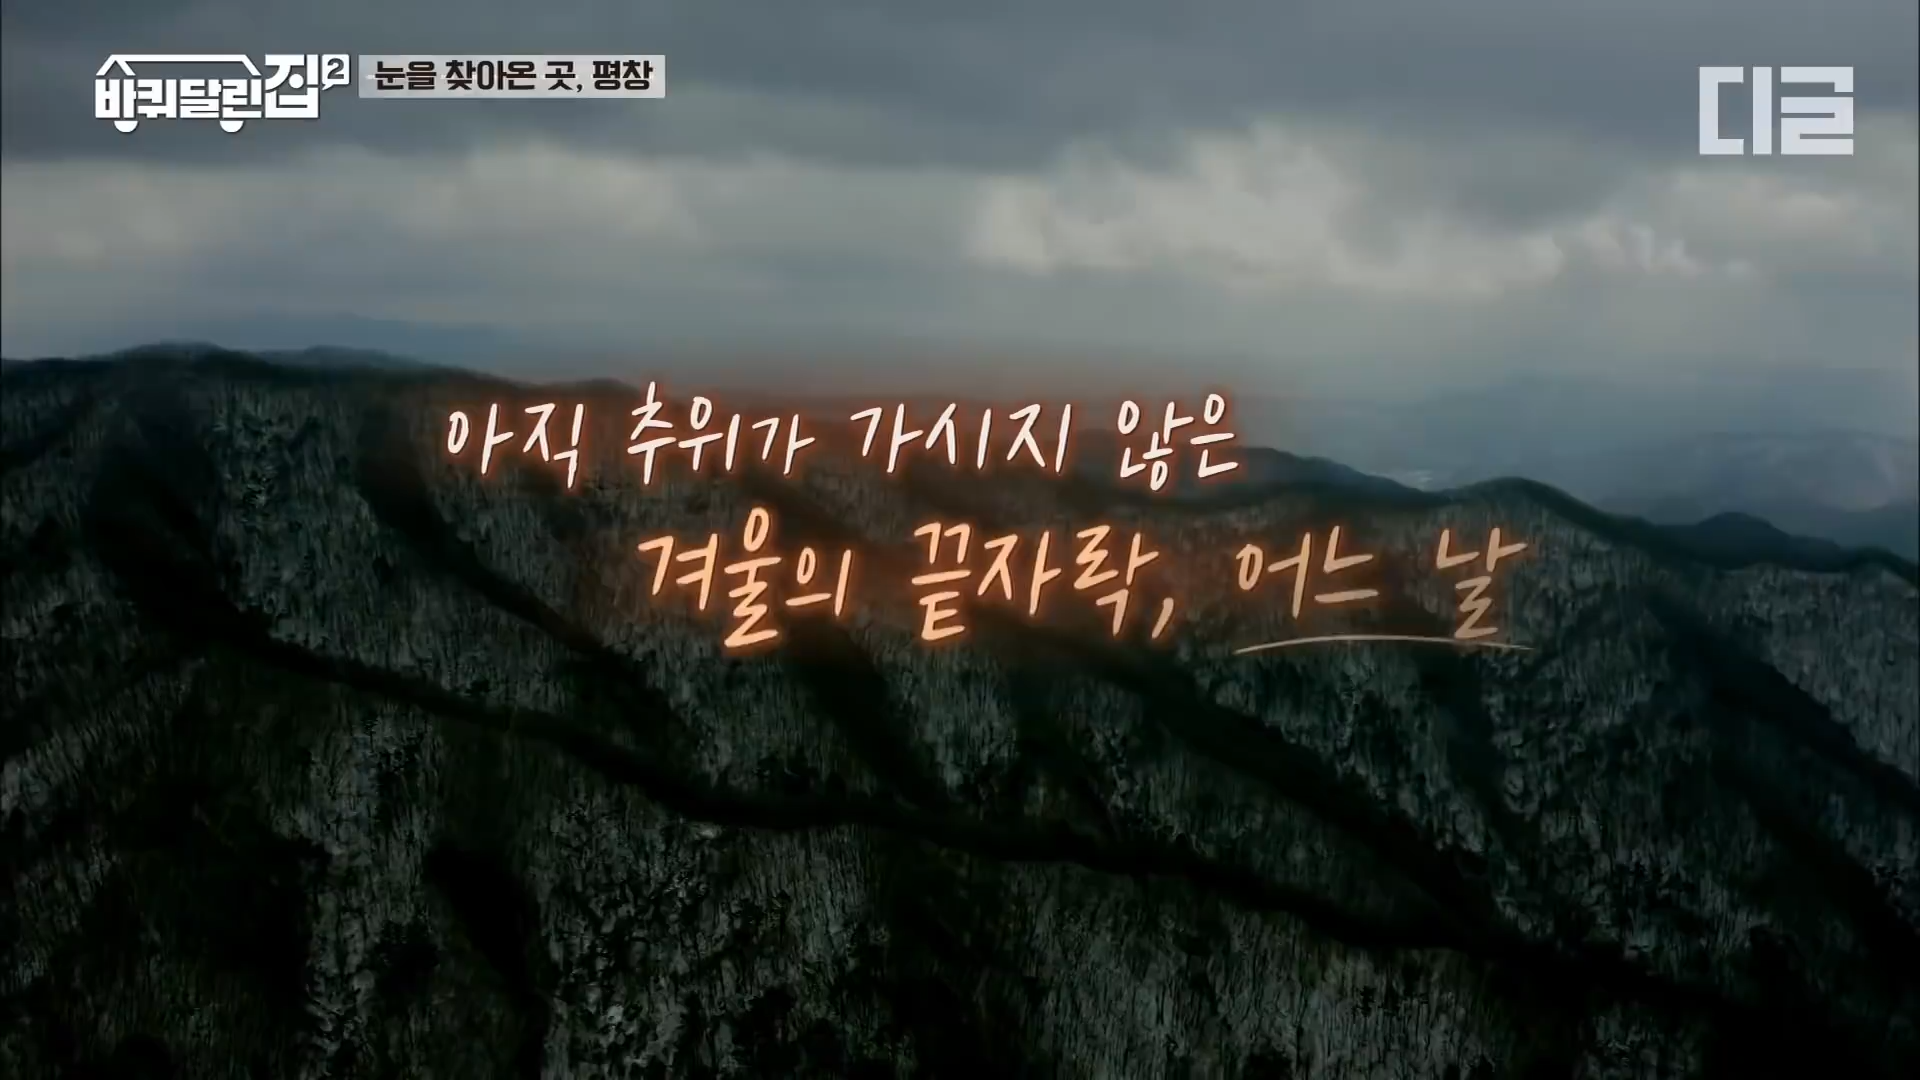 바퀴달린집2
눈을 찾아온 곳, 평창
디글
아직 추위가 가시지 않은
겨울의 끝자락, 어느 날